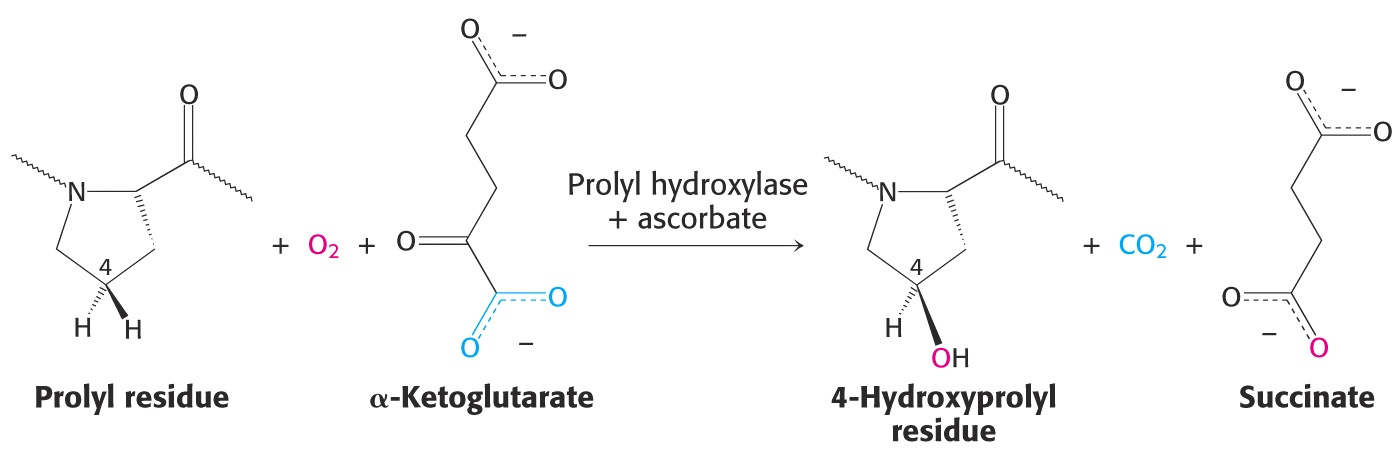 O
N
4
H
H
Prolyl residue
+ O₂ +
O −
O
O
O
O −
α-Ketoglutarate
Prolyl hydroxylase
+ ascorbate
O
N
4
H
OH
4-Hydroxyprolyl
residue
+ CO₂ +
O −
O
O
− O
Succinate